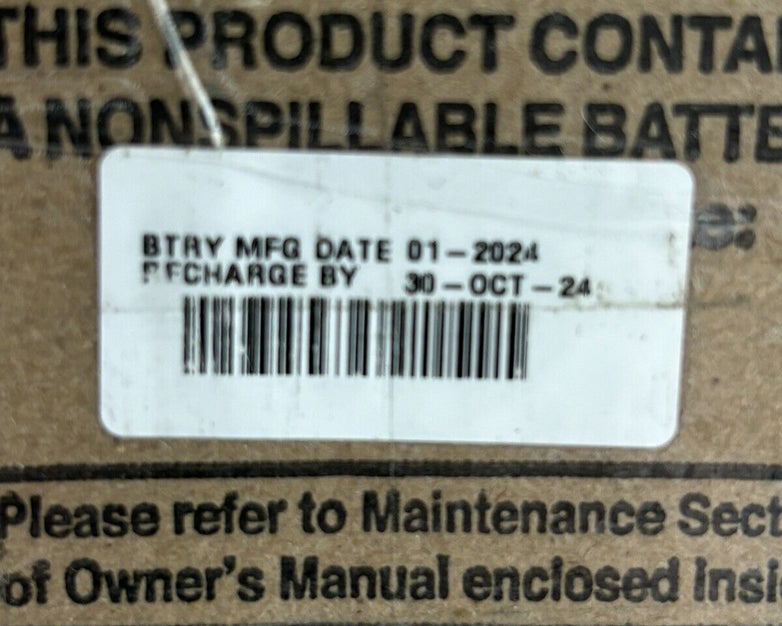 THIS PRODUCT CONTAI
A NONSPILLABLE BATTE
BTRY MFG DATE 01-2024
RECHARGE BY 30-OCT-24
Please refer to Maintenance Sect
of Owner's Manual enclosed insi